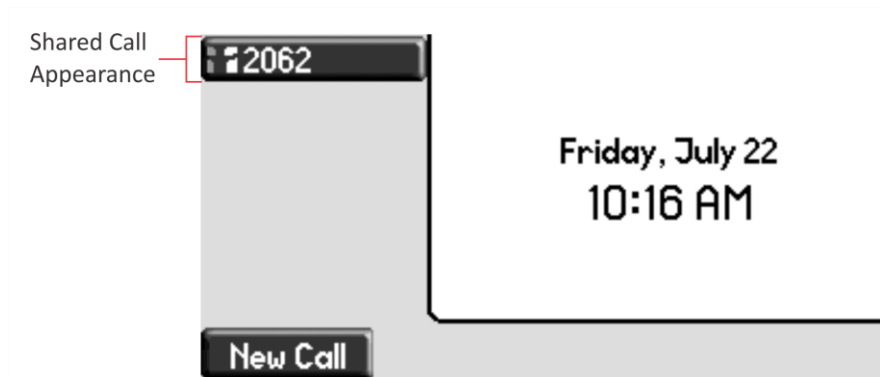 Shared Call
Appearance
2062
Friday, July 22
10:16 AM
New Call